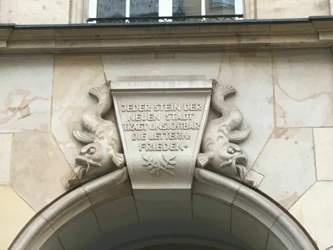 JEDER STEIN DER
NEUEN STADT
TRÄGT UNSICHTBAR
DIE LETTERN:
FRIEDEN